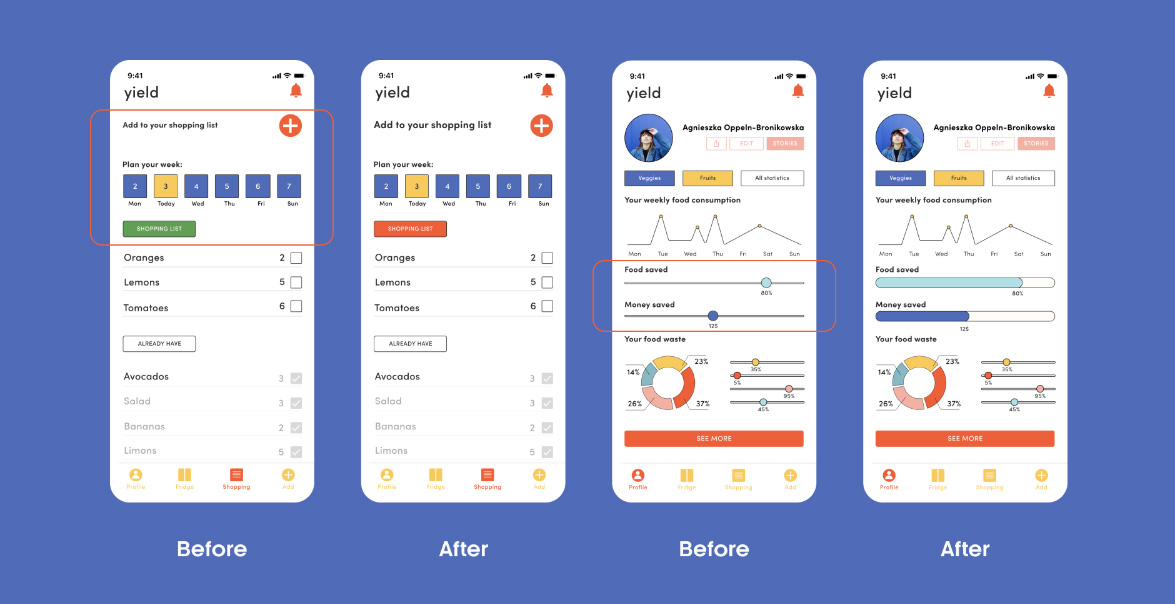 9:41
yield
Add to your shopping list
Plan your week:
2 3 4 5 6 7
Mon Today Wed Thu Fri Sun
SHOPPING LIST
Oranges 2
Lemons 5
Tomatoes 6
ALREADY HAVE
Avocados 3
Salad 3
Bananas 2
Limons 5
Profile Fridge Shopping Add
Before
9:41
yield
Add to your shopping list
Plan your week:
2 3 4 5 6 7
Mon Today Wed Thu Fri Sun
SHOPPING LIST
Oranges 2
Lemons 5
Tomatoes 6
ALREADY HAVE
Avocados 3
Salad 3
Bananas 2
Limons 5
Profile Fridge Shopping Add
After
9:41
yield
Agnieszka Oppeln-Bronikowska
EDIT STORIES
Veggies Fruits All statistics
Your weekly food consumption
Mon Tue Wed Thu Fri Sat Sun
Food saved
80%
Money saved
12$
Your food waste
23%
14%
26% 37%
35%
5%
95%
45%
SEE MORE
Profile Fridge Shopping Add
Before
9:41
yield
Agnieszka Oppeln-Bronikowska
EDIT STORIES
Veggies Fruits All statistics
Your weekly food consumption
Mon Tue Wed Thu Fri Sat Sun
Food saved
80%
Money saved
12$
Your food waste
23%
14%
26% 37%
35%
5%
95%
45%
SEE MORE
Profile Fridge Shopping Add
After